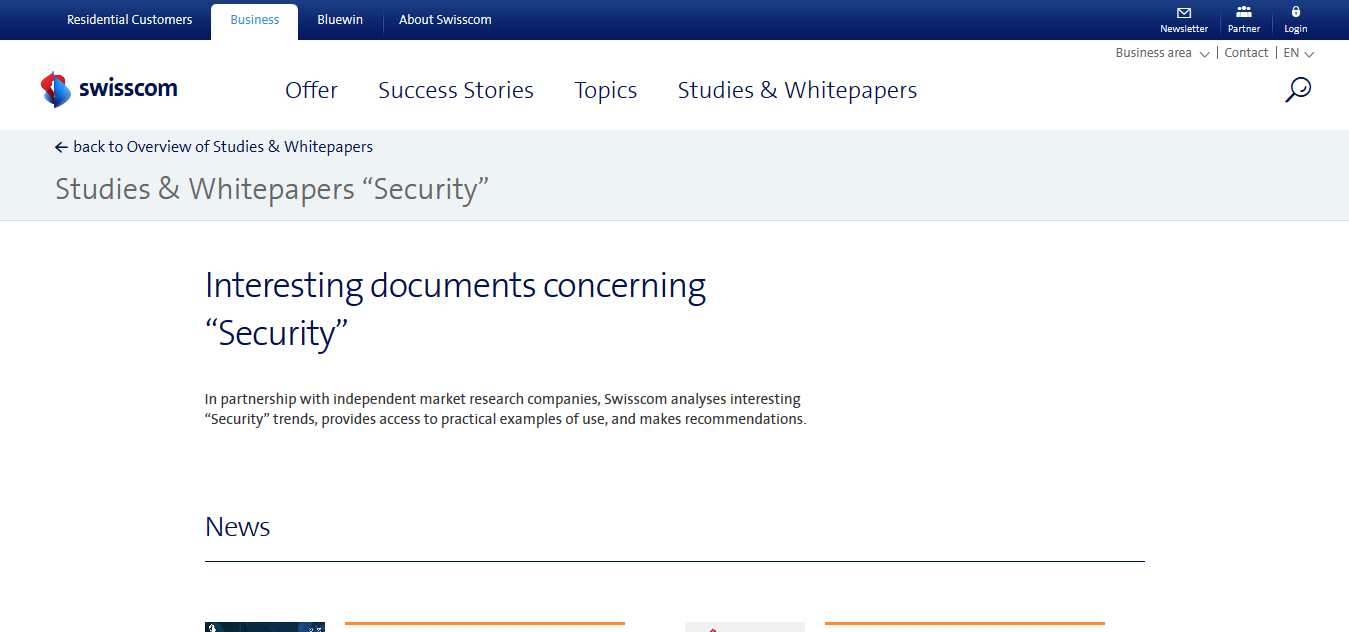 Residential Customers Business Bluewin About Swisscom
Newsletter Partner Login
Business area Contact EN
swisscom Offer Success Stories Topics Studies & Whitepapers
back to Overview of Studies & Whitepapers
Studies & Whitepapers “Security”
Interesting documents concerning
“Security”
In partnership with independent market research companies, Swisscom analyses interesting
“Security” trends, provides access to practical examples of use, and makes recommendations.
News